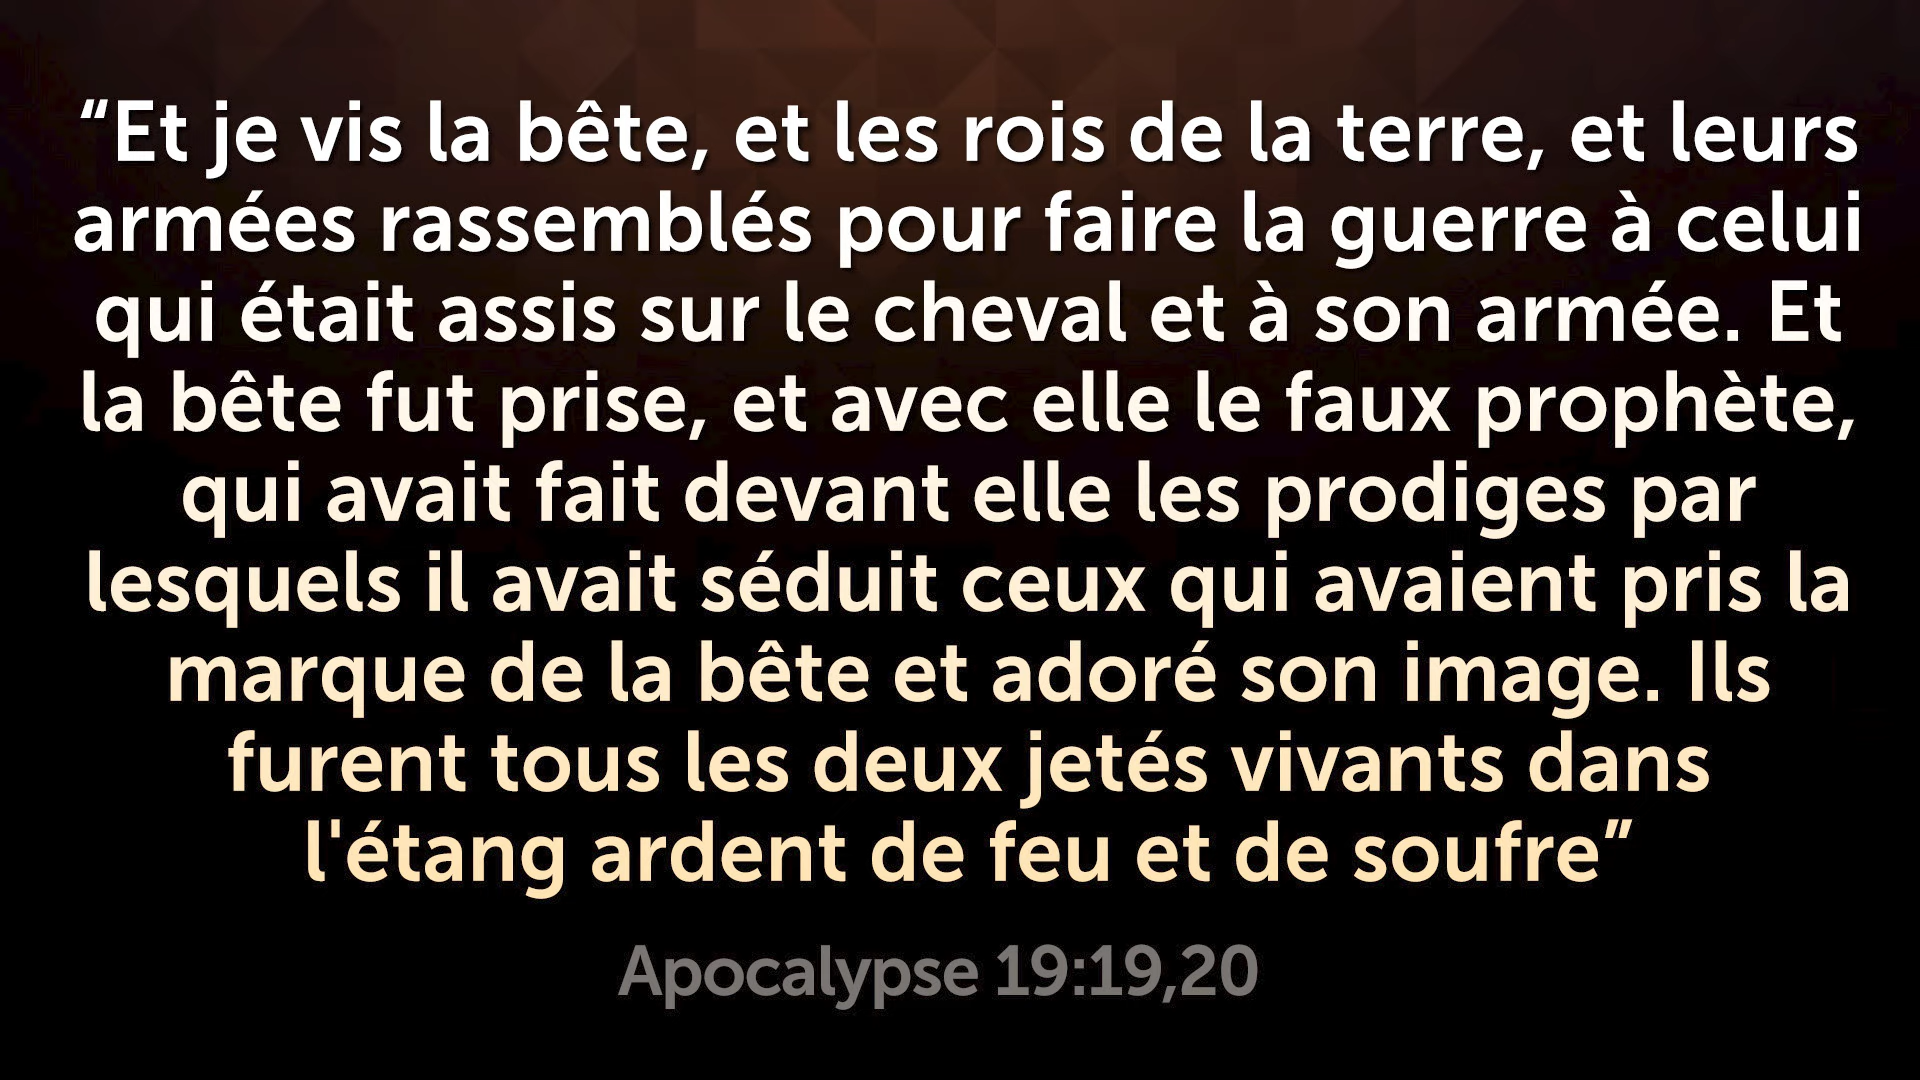 “Et je vis la bête, et les rois de la terre, et leurs
armées rassemblés pour faire la guerre à celui
qui était assis sur le cheval et à son armée. Et
la bête fut prise, et avec elle le faux prophète,
qui avait fait devant elle les prodiges par
lesquels il avait séduit ceux qui avaient pris la
marque de la bête et adoré son image. Ils
furent tous les deux jetés vivants dans
l'étang ardent de feu et de soufre”
Apocalypse 19:19,20